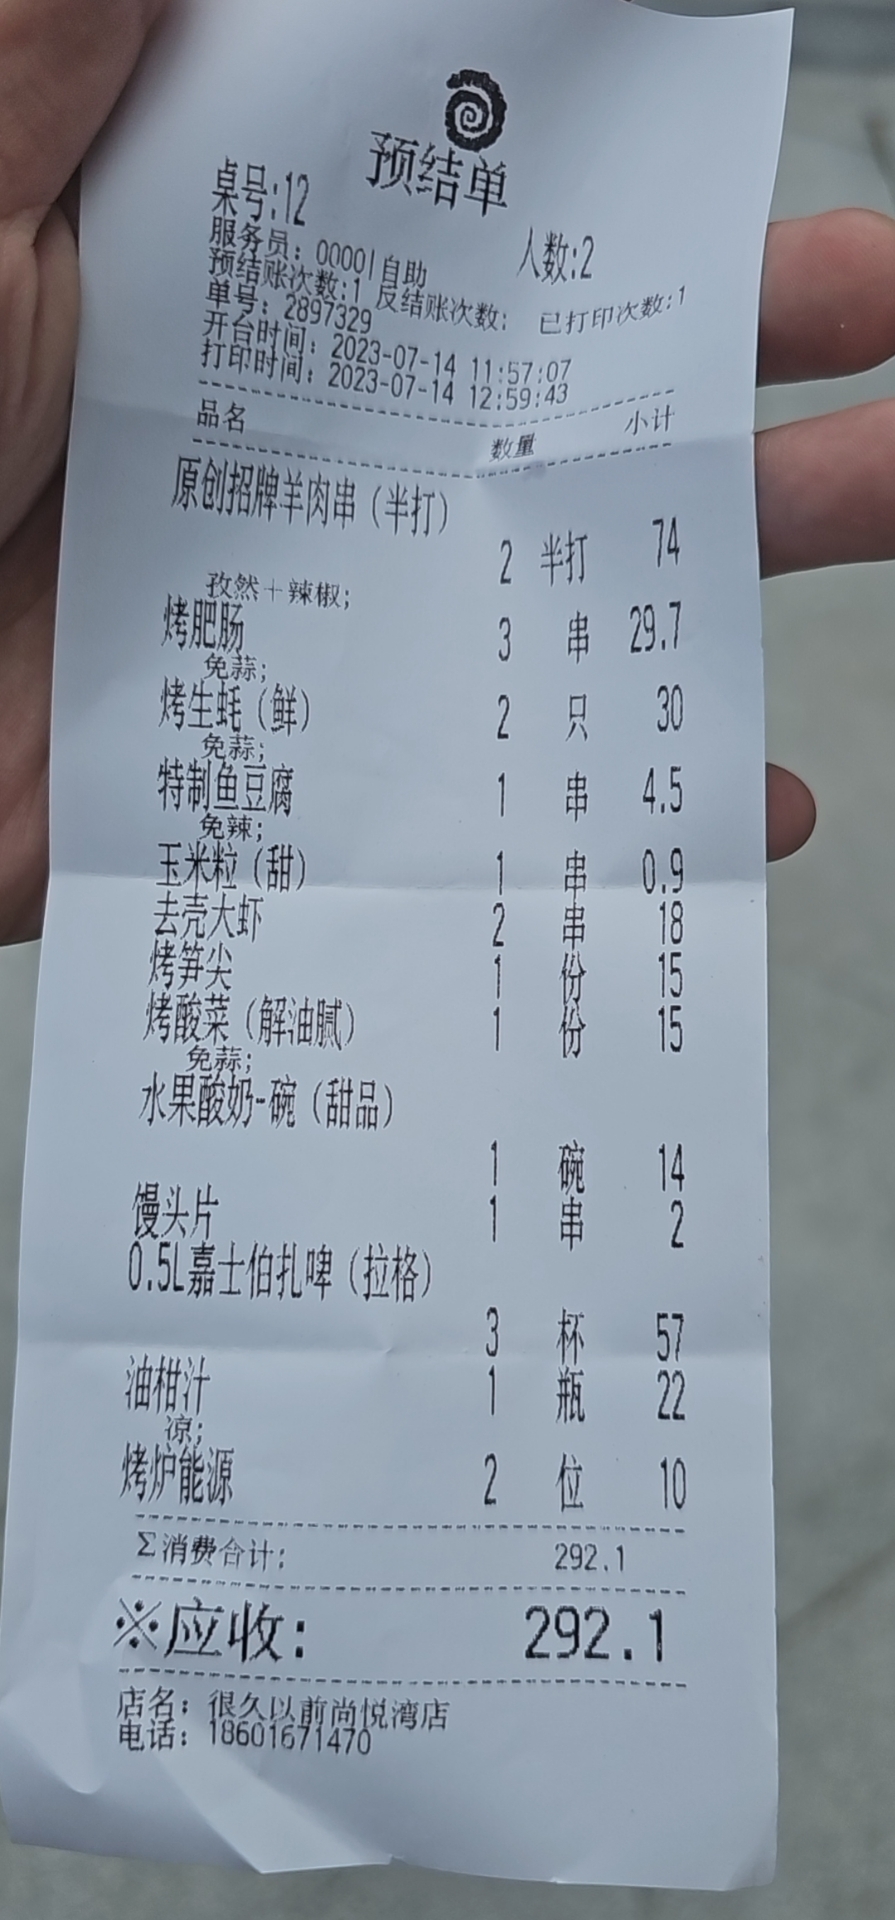 预结单
桌号:12 人数:2
服务员: 0000|自助
预结账次数:1 反结账次数: 已打印次数:1
单号: 2897329
开台时间: 2023-07-14 11:57:07
打印时间: 2023-07-14 12:59:43
品名 数量 小计
原创招牌羊肉串(半打)
2 半打 74
孜然+辣椒;
烤肥肠 3 串 29.7
免蒜;
烤生蚝(鲜) 2 只 30
免蒜;
特制鱼豆腐 1 串 4.5
免辣;
玉米粒(甜) 1 串 0.9
去壳大虾 2 串 18
烤笋尖 1 份 15
烤酸菜(解油腻) 1 份 15
免蒜;
水果酸奶-碗(甜品)
1 碗 14
馒头片 1 串 2
0.5L嘉士伯扎啤(拉格)
3 杯 57
油柑汁 1 瓶 22
凉;
烤炉能源 2 位 10
Σ消费合计: 292.1
※应收: 292.1
店名: 很久以前尚悦湾店
电话: 18601671470